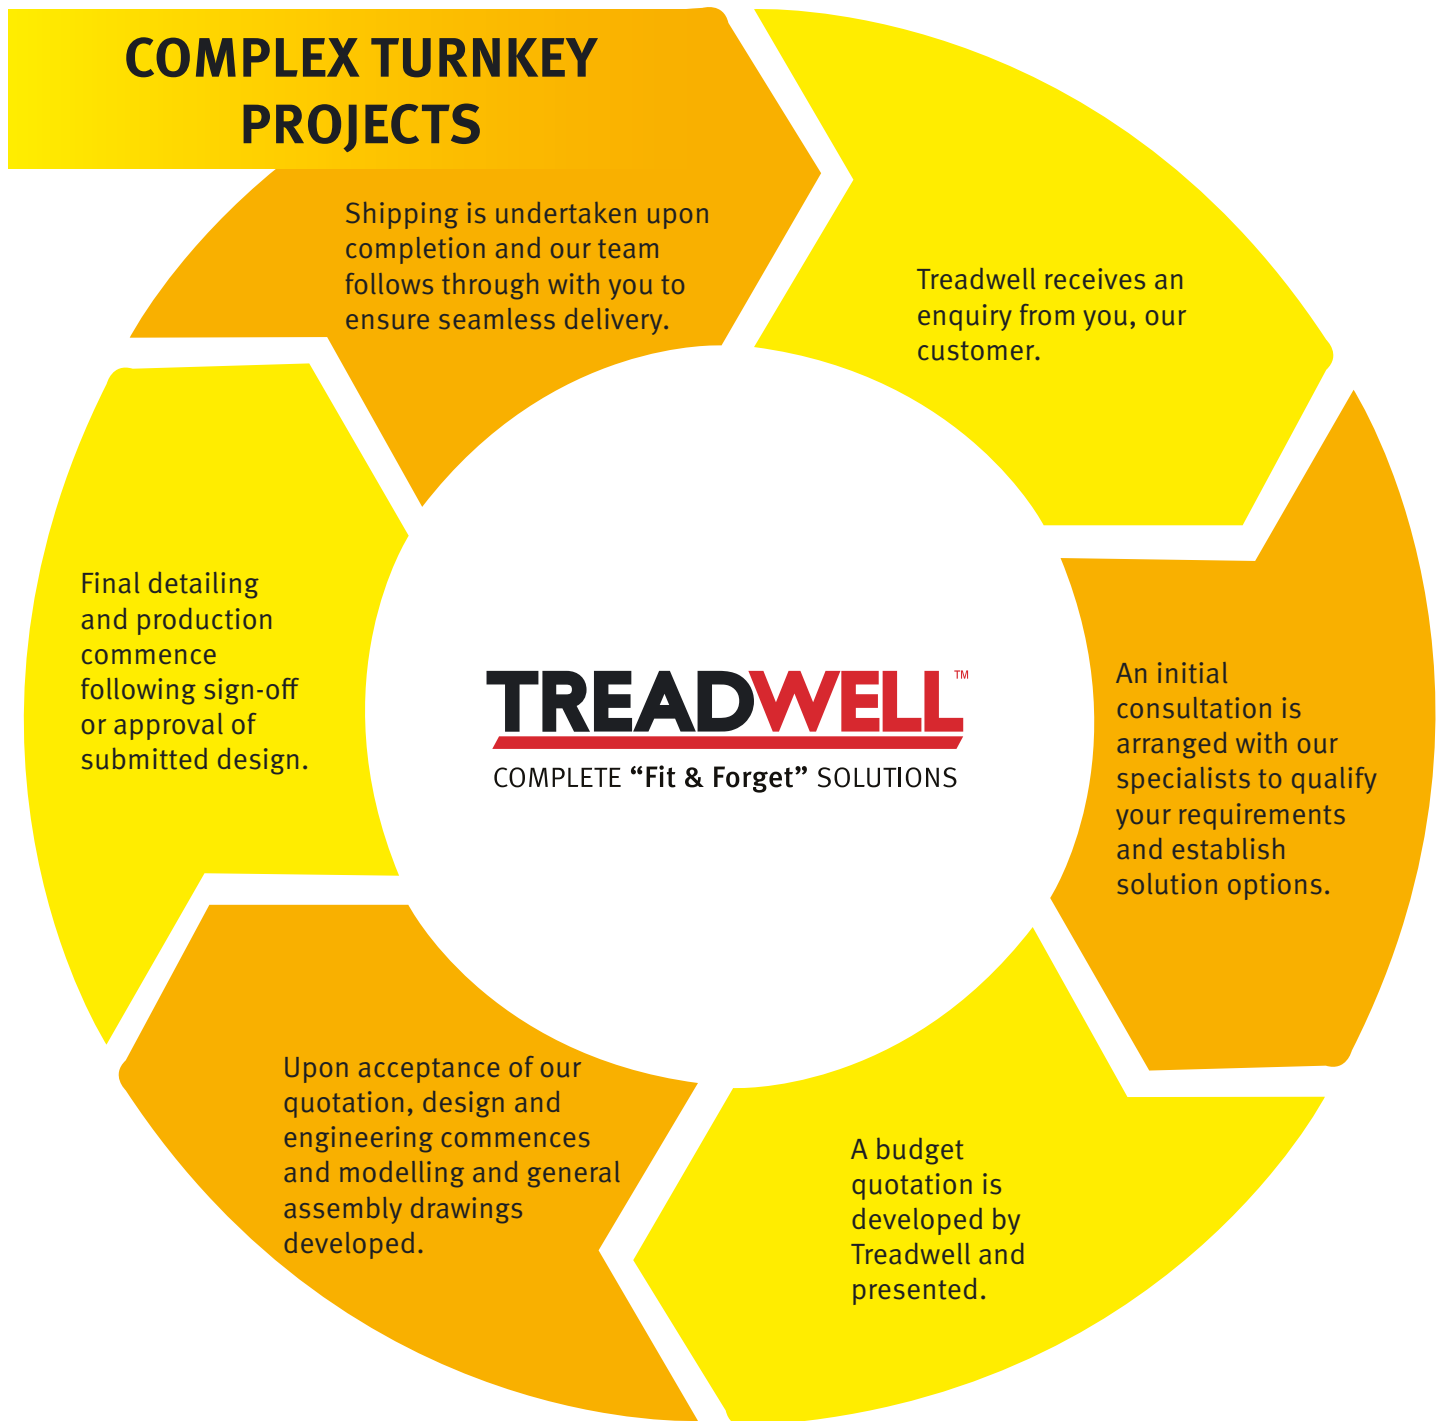 COMPLEX TURNKEY
PROJECTS
Treadwell receives an
enquiry from you, our
customer.
An initial
consultation is
arranged with our
specialists to qualify
your requirements
and establish
solution options.
A budget
quotation is
developed by
Treadwell and
presented.
Upon acceptance of our
quotation, design and
engineering commences
and modelling and general
assembly drawings
developed.
Final detailing
and production
commence
following sign-off
or approval of
submitted design.
Shipping is undertaken upon
completion and our team
follows through with you to
ensure seamless delivery.
TREADWELL™
COMPLETE “Fit & Forget” SOLUTIONS